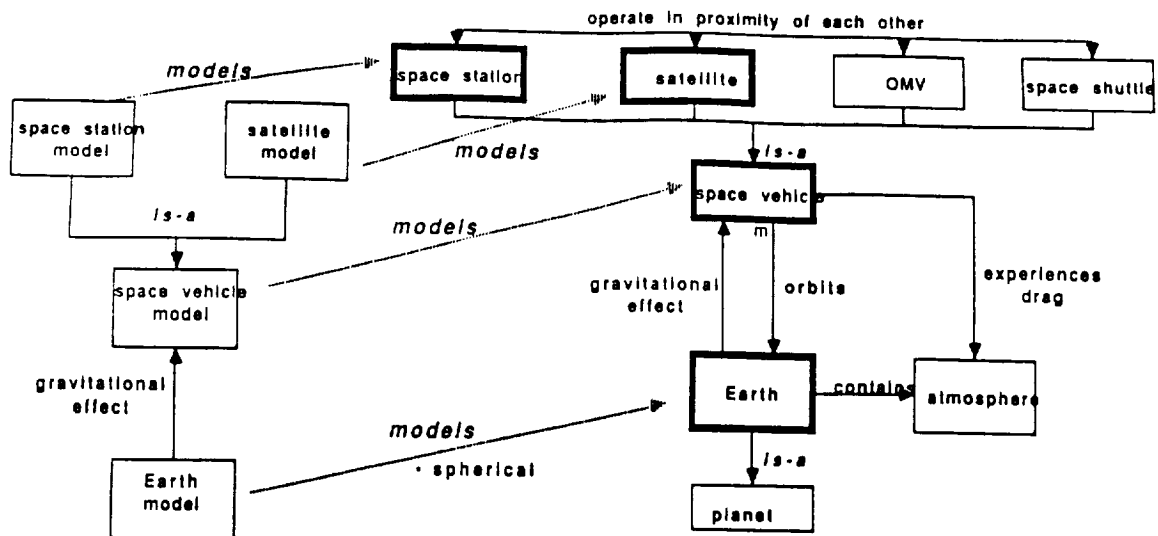 operate in proximity of each other
models
space station
satellite
OMV
space shuttle
space station
model
satellite
model
models
is-a
is-a
space vehicle
models
m
space vehicle
model
gravitational
effect
orbits
experiences
drag
gravitational
effect
Earth
contains
atmosphere
models
• spherical
is-a
Earth
model
planet